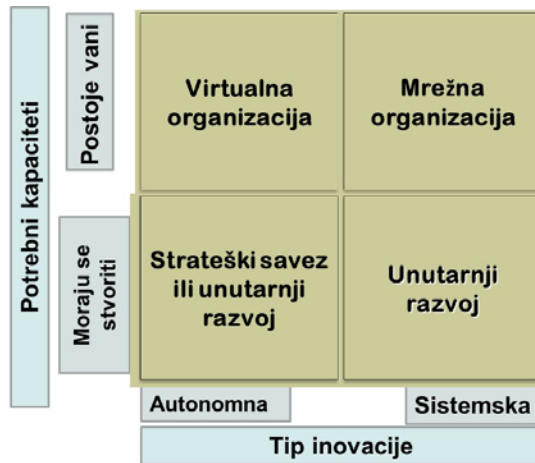 Potrebni kapaciteti
Postoje vani
Virtualna
organizacija
Mrežna
organizacija
Moraju se
stvoriti
Strateški savez
ili unutarnji
razvoj
Unutarnji
razvoj
Autonomna
Sistemska
Tip inovacije